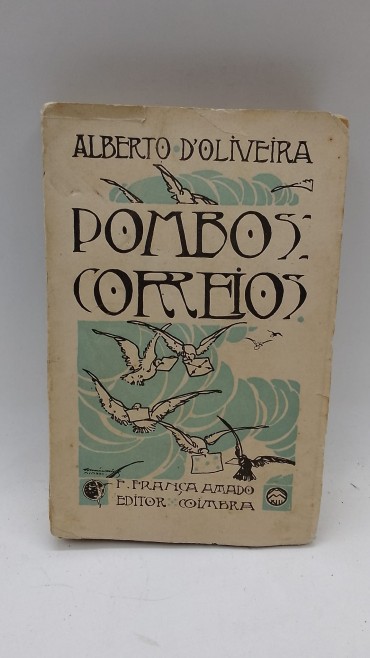 ALBERTO·D'OLIVEIRA
POMBOS-
CORREIOS·
F. FRANÇA AMADO
EDITOR COIMBRA